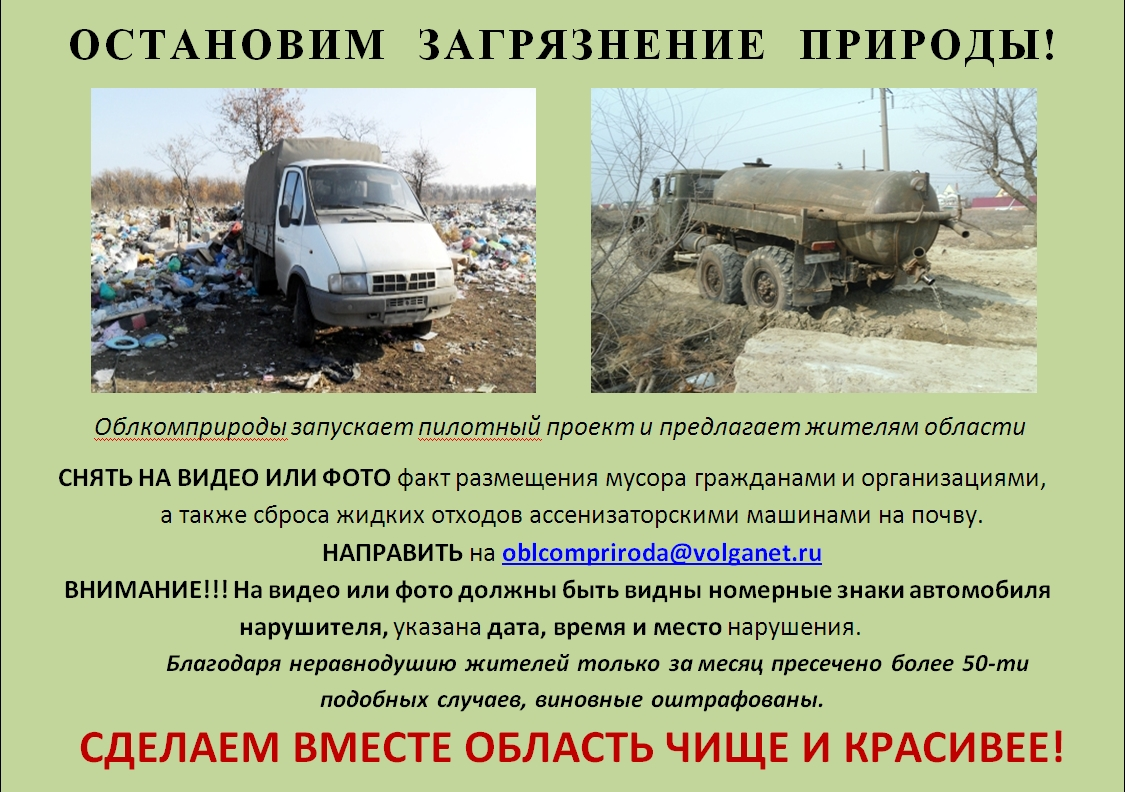 ОСТАНОВИМ ЗАГРЯЗНЕНИЕ ПРИРОДЫ!
Облкомприроды запускает пилотный проект и предлагает жителям области
СНЯТЬ НА ВИДЕО ИЛИ ФОТО факт размещения мусора гражданами и организациями,
а также сброса жидких отходов ассенизаторскими машинами на почву.
НАПРАВИТЬ на oblcompriroda@volganet.ru
ВНИМАНИЕ!!! На видео или фото должны быть видны номерные знаки автомобиля
нарушителя, указана дата, время и место нарушения.
Благодаря неравнодушию жителей только за месяц пресечено более 50-ти
подобных случаев, виновные оштрафованы.
СДЕЛАЕМ ВМЕСТЕ ОБЛАСТЬ ЧИЩЕ И КРАСИВЕЕ!